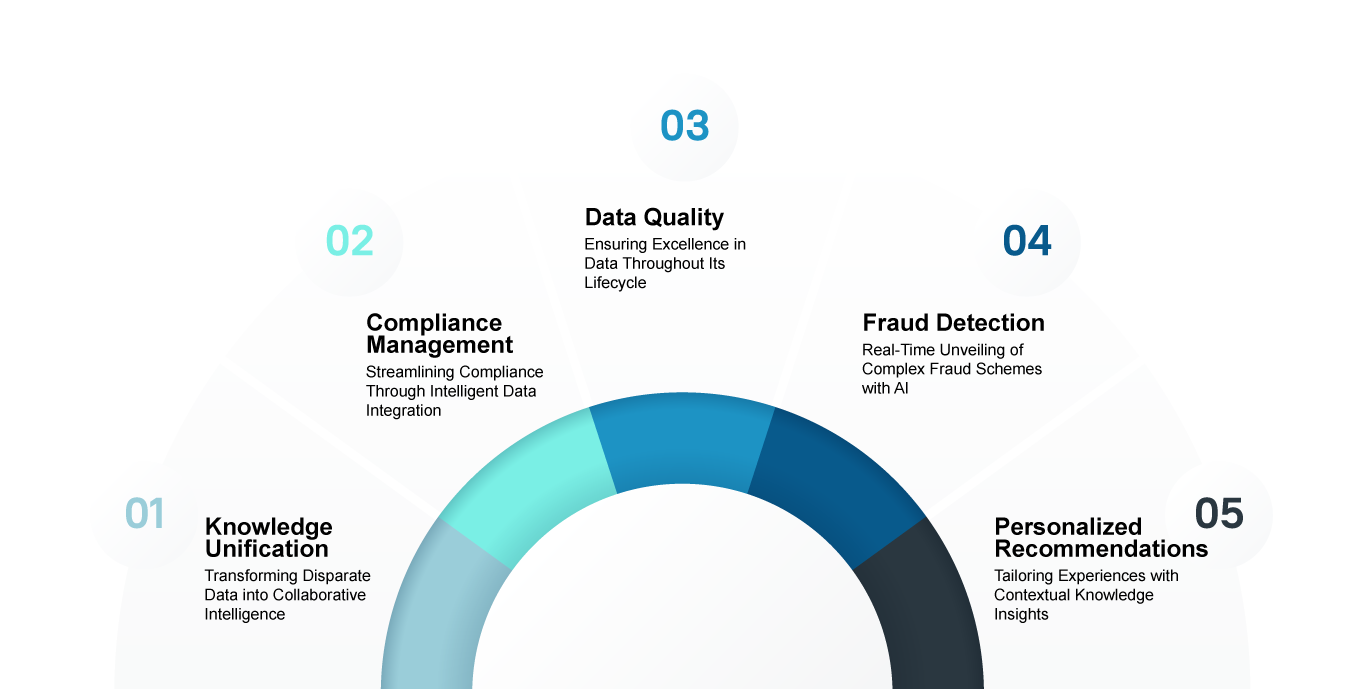 01
Knowledge
Unification
Transforming Disparate
Data into Collaborative
Intelligence
02
Compliance
Management
Streamlining Compliance
Through Intelligent Data
Integration
03
Data Quality
Ensuring Excellence in
Data Throughout Its
Lifecycle
04
Fraud Detection
Real-Time Unveiling of
Complex Fraud Schemes
with AI
05
Personalized
Recommendations
Tailoring Experiences with
Contextual Knowledge
Insights